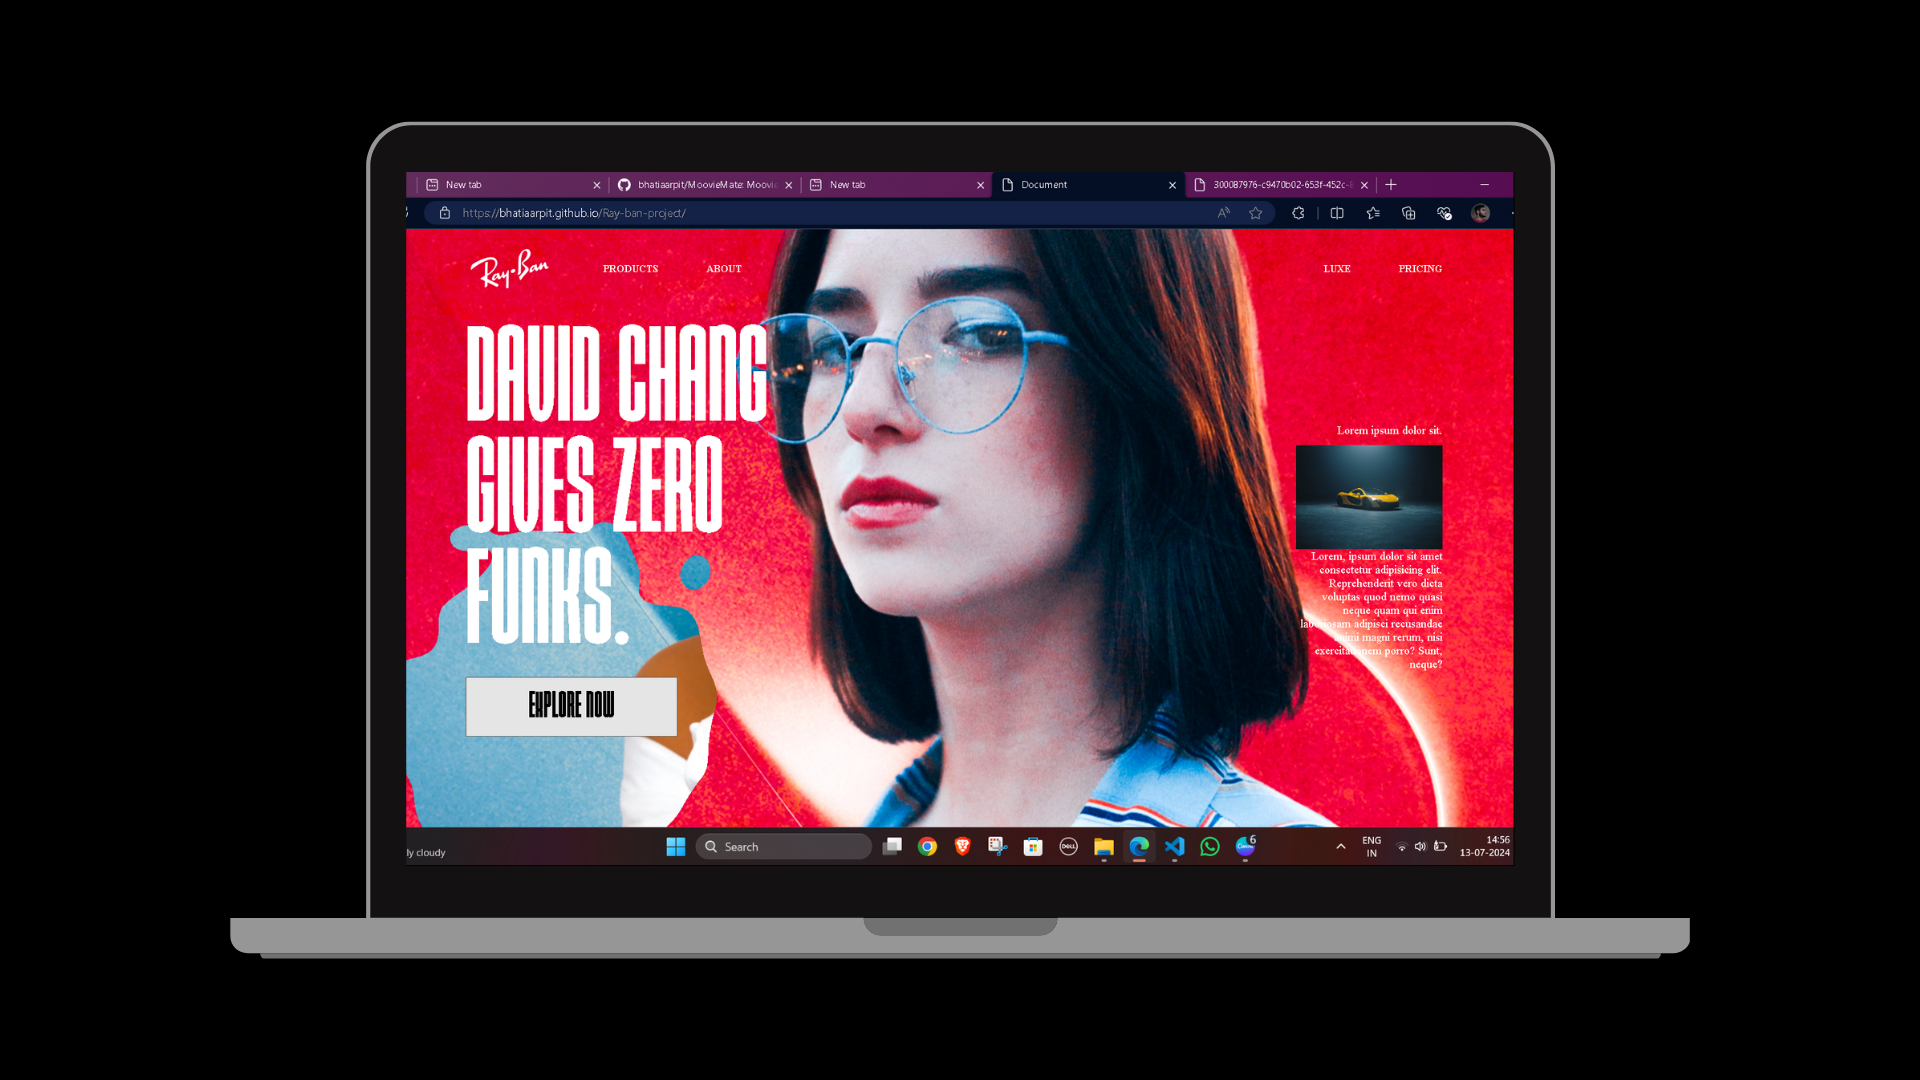 New tab
bhatiaarpit/MoovieMate: Moovi
New tab
Document
300087976-c9470b02-653f-452c-
https://bhatiaarpit.github.io/Ray-ban-project/
Ray-Ban
PRODUCTS
ABOUT
LUXE
PRICING
DAVID CHANG
GIVES ZERO
FUNKS.
EXPLORE NOW
Lorem ipsum dolor sit.
Lorem, ipsum dolor sit amet
consectetur adipisicing elit.
Reprehenderit vero dicta
voluptas quod nemo quasi
neque quam qui enim
adipisci recusandae
magni rerum, nisi
porro? Sunt,
neque?
ly cloudy
Search
DELL
6
ENG
IN
14:56
13-07-2024